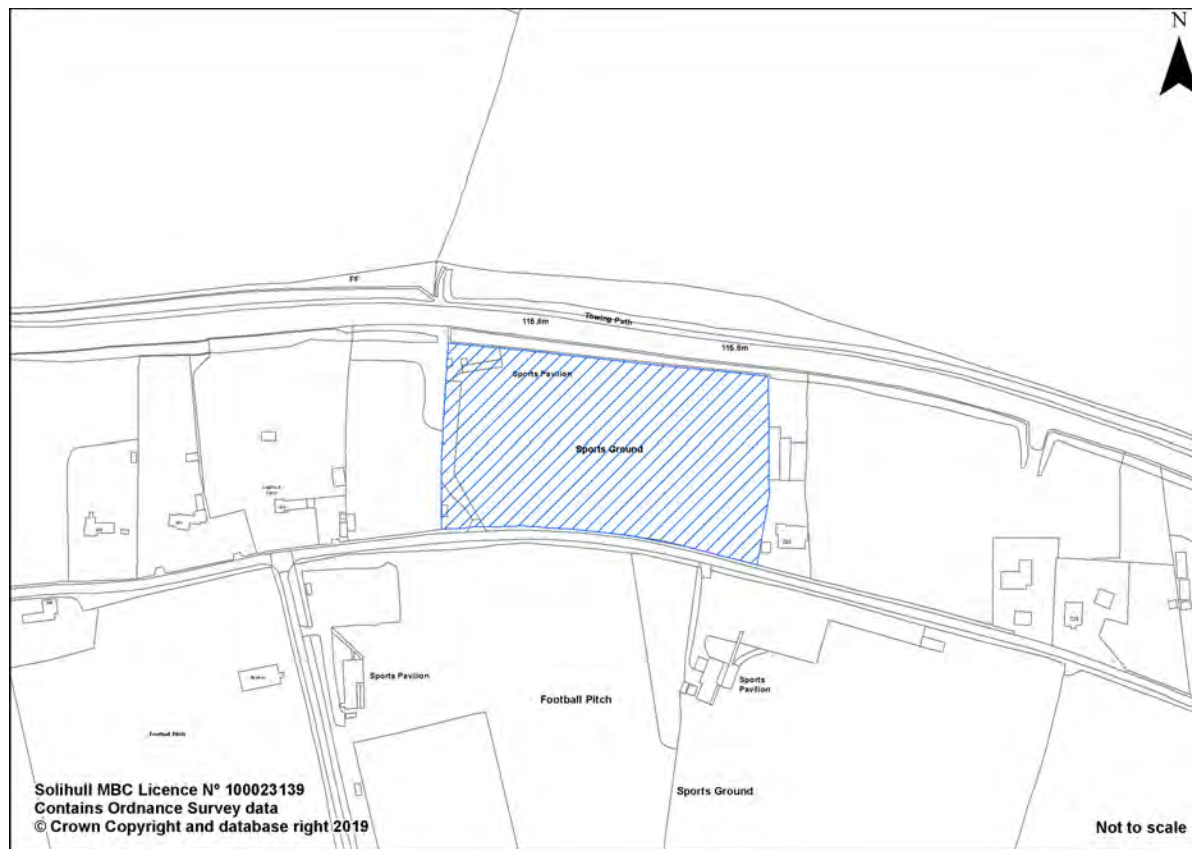 N
FF
115.8m
Towing Path
115.8m
Sports Pavilion
Sports Ground
Sports Pavilion
Sports
Pavilion
Football Pitch
Football Pitch
Sports Ground
Solihull MBC Licence Nº 100023139
Contains Ordnance Survey data
© Crown Copyright and database right 2019
Not to scale